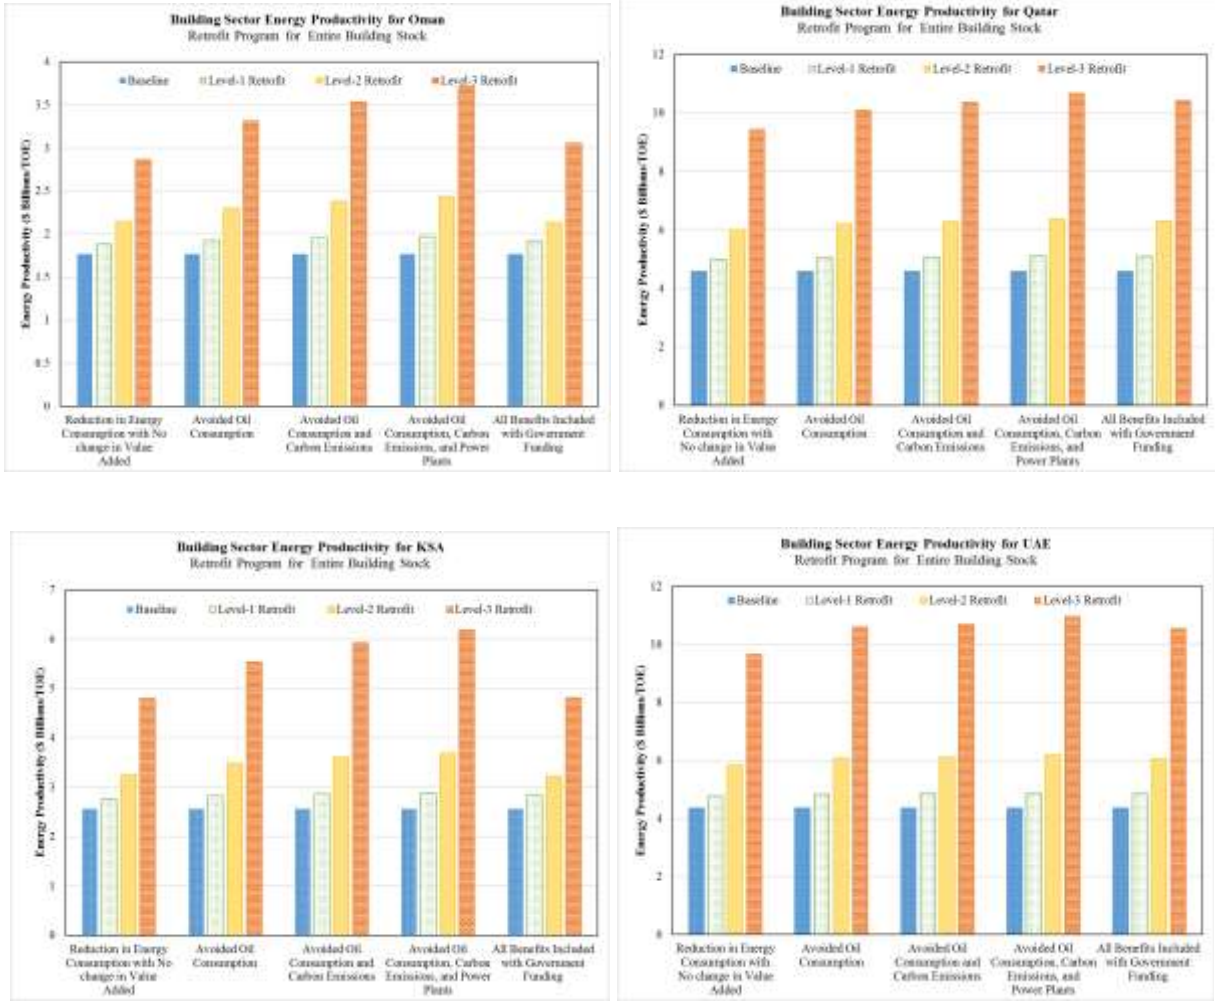 Building Sector Energy Productivity for Oman
Retrofit Program for Entire Building Stock
Baseline Level-1 Retrofit Level-2 Retrofit Level-3 Retrofit
Energy Productivity ($ Billions/TOE)
4
3.5
3
2.5
2
1.5
1
0.5
0
Reduction in Energy
Consumption with No
change in Value
Added
Avoided Oil
Consumption
Avoided Oil
Consumption and
Carbon Emissions
Avoided Oil
Consumption, Carbon
Emissions, and Power
Plants
All Benefits Included
with Government
Funding
Building Sector Energy Productivity for Qatar
Retrofit Program for Entire Building Stock
Baseline Level-1 Retrofit Level-2 Retrofit Level-3 Retrofit
Energy Productivity ($ Billions/TOE)
12
10
8
6
4
2
0
Reduction in Energy
Consumption with
No change in Value
Added
Avoided Oil
Consumption
Avoided Oil
Consumption and
Carbon Emissions
Avoided Oil
Consumption, Carbon
Emissions, and
Power Plants
All Benefits Included
with Government
Funding
Building Sector Energy Productivity for KSA
Retrofit Program for Entire Building Stock
Baseline Level-1 Retrofit Level-2 Retrofit Level-3 Retrofit
Energy Productivity ($ Billions/TOE)
7
6
5
4
3
2
1
0
Reduction in Energy
Consumption with No
change in Value
Added
Avoided Oil
Consumption
Avoided Oil
Consumption and
Carbon Emissions
Avoided Oil
Consumption, Carbon
Emissions, and Power
Plants
All Benefits Included
with Government
Funding
Building Sector Energy Productivity for UAE
Retrofit Program for Entire Building Stock
Baseline Level-1 Retrofit Level-2 Retrofit Level-3 Retrofit
Energy Productivity ($ Billions/TOE)
12
10
8
6
4
2
0
Reduction in Energy
Consumption with
No change in Value
Added
Avoided Oil
Consumption
Avoided Oil
Consumption and
Carbon Emissions
Avoided Oil
Consumption, Carbon
Emissions, and
Power Plants
All Benefits Included
with Government
Funding